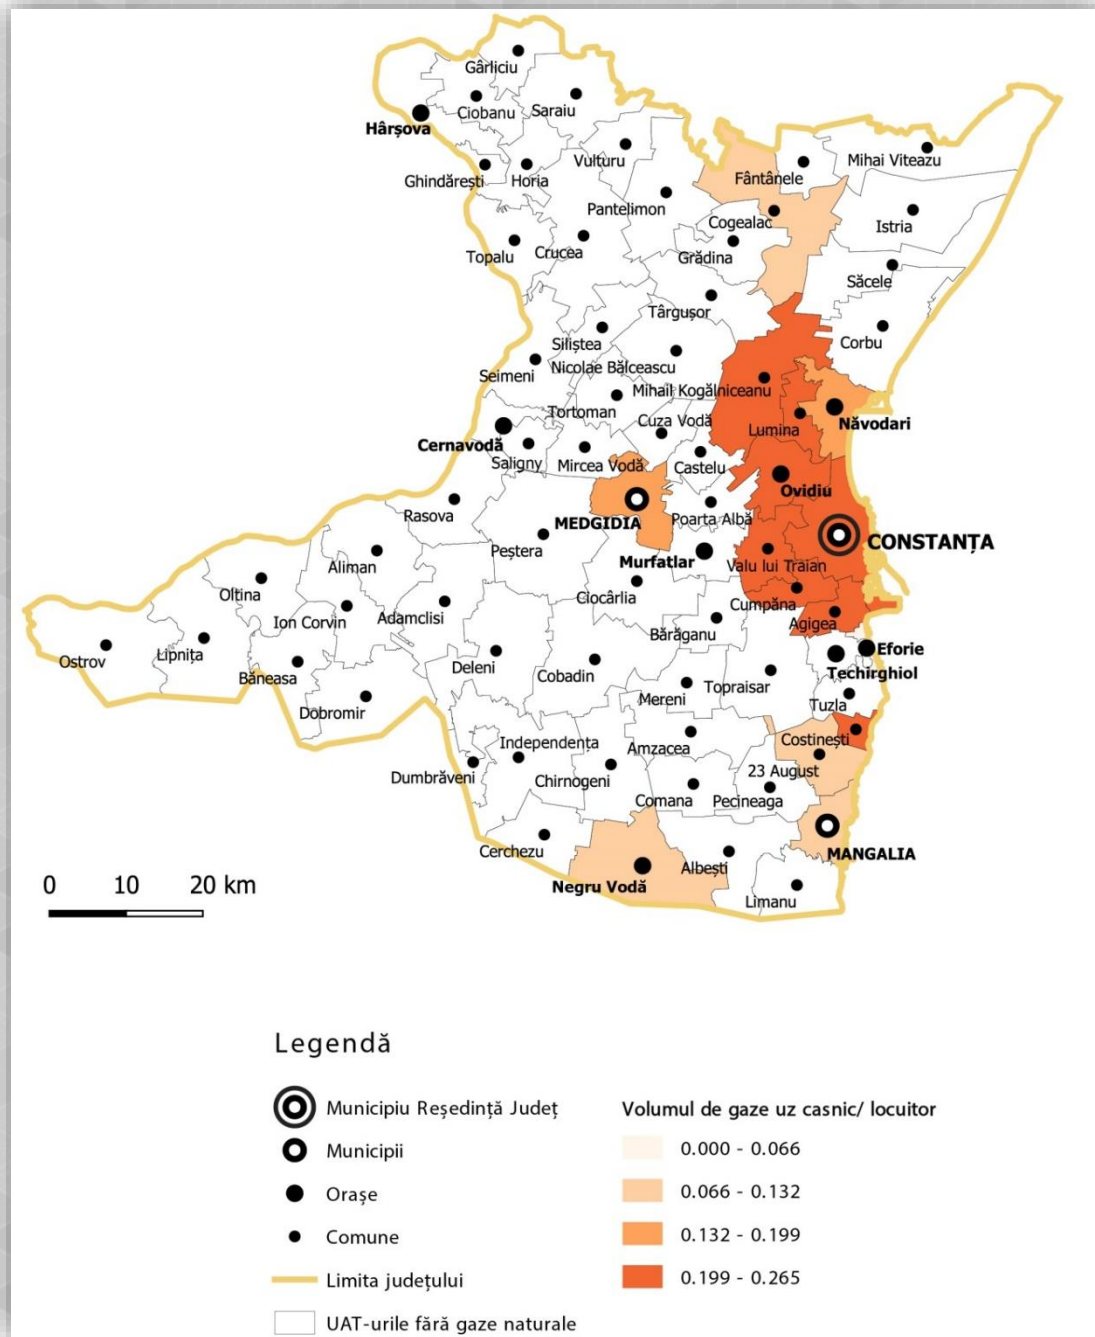 Gârliciu
Ciobanu
Saraiu
Hârșova
Vulturu
Mihai Viteazu
Ghindărești
Horia
Fântânele
Pantelimon
Cogealac
Istria
Topalu
Crucea
Grădina
Săcele
Târgușor
Siliștea
Corbu
Seimeni
Nicolae Bălcescu
Mihail Kogălniceanu
Tortoman
Cuza Vodă
Lumina
Năvodari
Cernavodă
Saligny
Mircea Vodă
Castelu
Ovidiu
Rasova
MEDGIDIA
Poarta Albă
Peștera
CONSTANȚA
Murfatlar
Valu lui Traian
Aliman
Oltina
Ciocârlia
Cumpăna
Ion Corvin
Adamclisi
Agigea
Bărăganu
Ostrov
Lipnița
Băneasa
Deleni
Cobadin
Eforie
Techirghiol
Topraisar
Mereni
Tuzla
Dobromir
Independența
Amzacea
Costinești
Dumbrăveni
Chirnogeni
23 August
Comana
Pecineaga
Cerchezu
MANGALIA
Albești
Negru Vodă
Limanu
0 10 20 km
Legendă
Municipiu Reședință Județ
Municipii
Orașe
Comune
Limita județului
UAT-urile fără gaze naturale
Volumul de gaze uz casnic/ locuitor
0.000 - 0.066
0.066 - 0.132
0.132 - 0.199
0.199 - 0.265